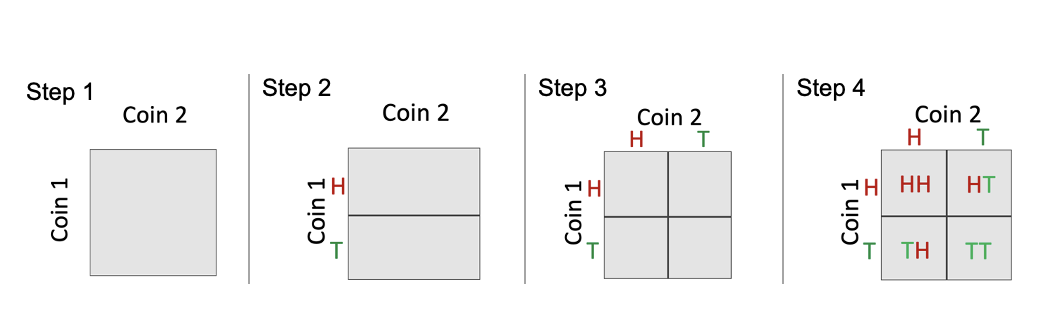 Step 1
Coin 2
Coin 1
Step 2
Coin 2
Coin 1
H
T
Step 3
Coin 2
H T
Coin 1
H
T
Step 4
Coin 2
H T
Coin 1
H HH HT
T TH TT